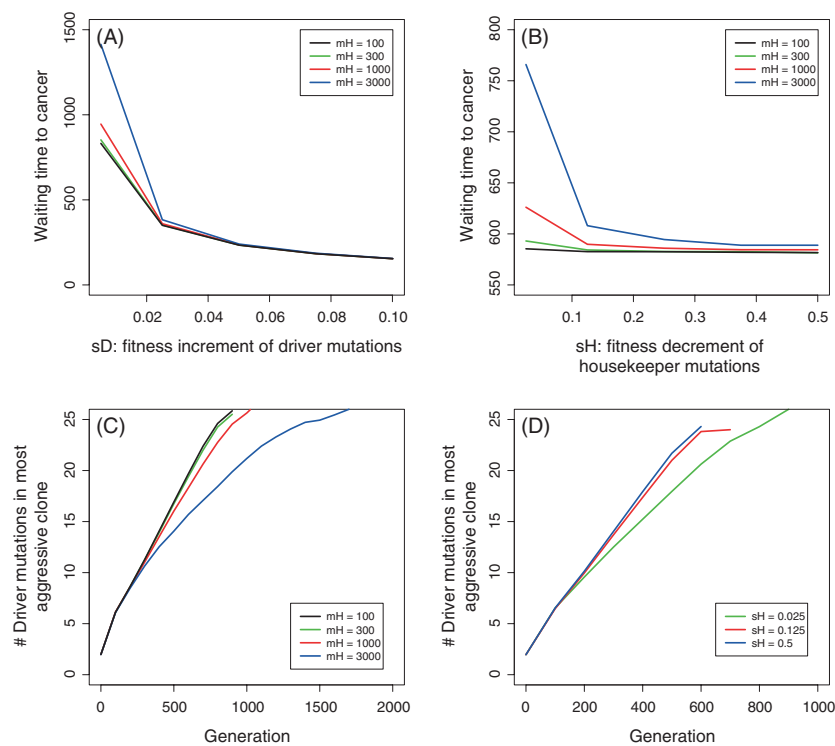 (A)
mH = 100
mH = 300
mH = 1000
mH = 3000
Waiting time to cancer
0
500
1000
1500
0.02
0.04
0.06
0.08
0.10
sD: fitness increment of driver mutations
(B)
mH = 100
mH = 300
mH = 1000
mH = 3000
Waiting time to cancer
550
600
650
700
750
800
0.1
0.2
0.3
0.4
0.5
sH: fitness decrement of
housekeeper mutations
(C)
# Driver mutations in most
aggressive clone
0
5
10
15
20
25
mH = 100
mH = 300
mH = 1000
mH = 3000
0
500
1000
1500
2000
Generation
(D)
# Driver mutations in most
aggressive clone
0
5
10
15
20
25
sH = 0.025
sH = 0.125
sH = 0.5
0
200
400
600
800
1000
Generation